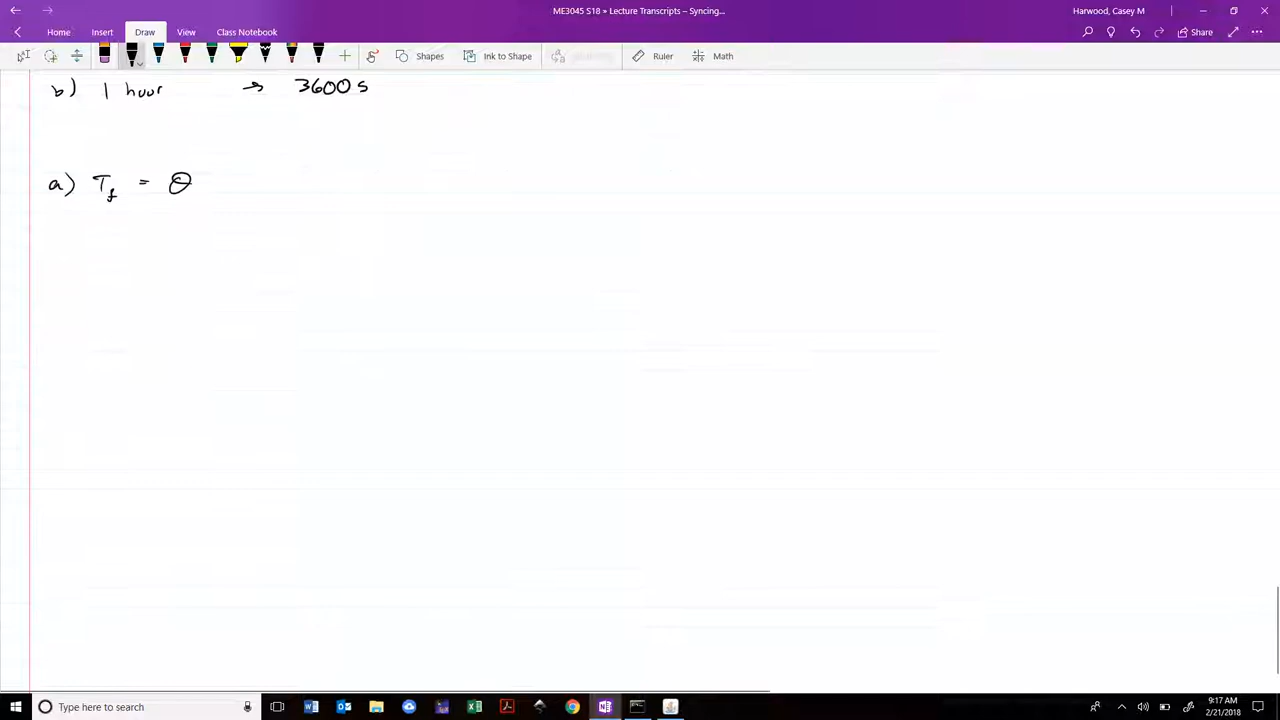 ME3045 S18 » Lecture Transcripts – Syncing...
Harwood, Casey M
Home Insert Draw View Class Notebook
Share
Shapes Ink to Shape Ruler Math
b) 1 hour → 3600 s
a) T_f = θ
Type here to search
9:17 AM
2/21/2018